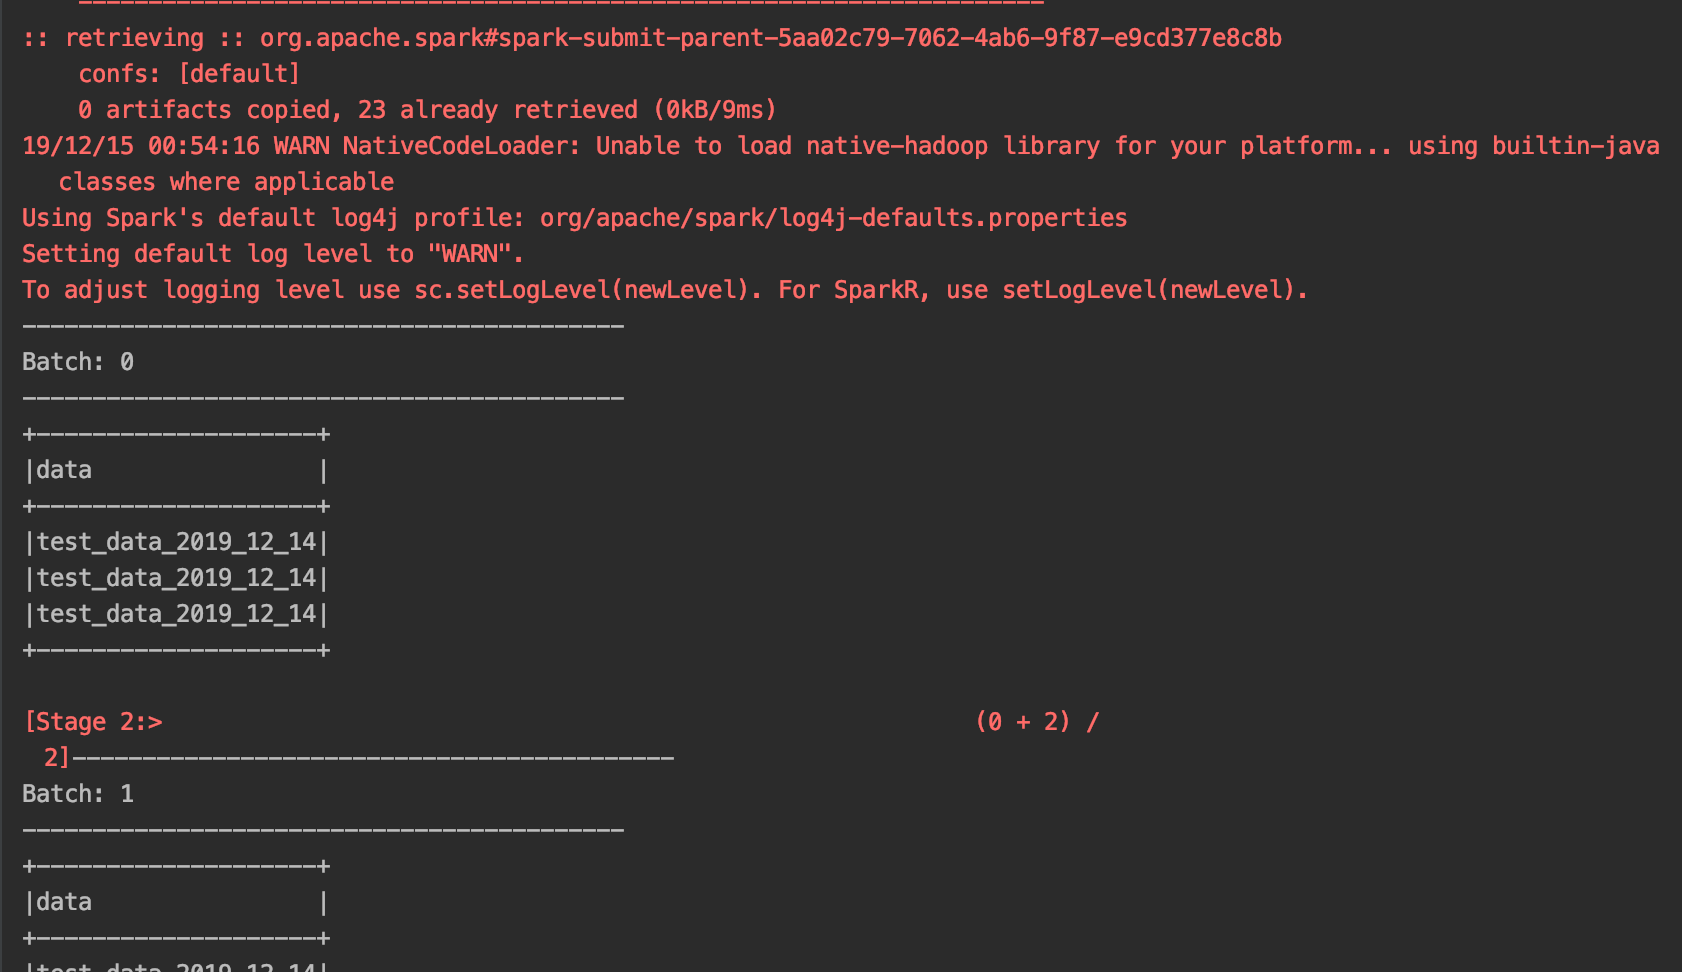 :: retrieving :: org.apache.spark#spark-submit-parent-5aa02c79-7062-4ab6-9f87-e9cd377e8c8b
confs: [default]
0 artifacts copied, 23 already retrieved (0kB/9ms)
19/12/15 00:54:16 WARN NativeCodeLoader: Unable to load native-hadoop library for your platform... using builtin-java
classes where applicable
Using Spark's default log4j profile: org/apache/spark/log4j-defaults.properties
Setting default log level to "WARN".
To adjust logging level use sc.setLogLevel(newLevel). For SparkR, use setLogLevel(newLevel).
-------------------------------------------
Batch: 0
-------------------------------------------
+--------------------+
|data                |
+--------------------+
|test_data_2019_12_14|
|test_data_2019_12_14|
|test_data_2019_12_14|
+--------------------+
[Stage 2:>                                                          (0 + 2) /
2]-------------------------------------------
Batch: 1
-------------------------------------------
+--------------------+
|data                |
+--------------------+
|test_data_2019_12_14|